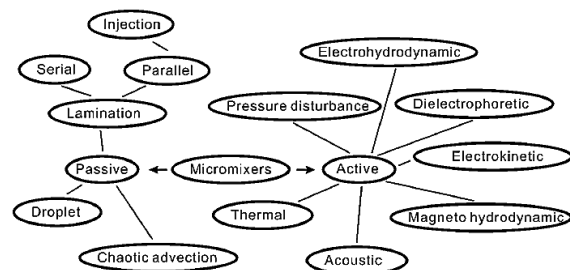 Injection
Electrohydrodynamic
Serial
Parallel
Pressure disturbance
Dielectrophoretic
Lamination
Electrokinetic
Passive
Micromixers
Active
Droplet
Thermal
Magneto hydrodynamic
Chaotic advection
Acoustic